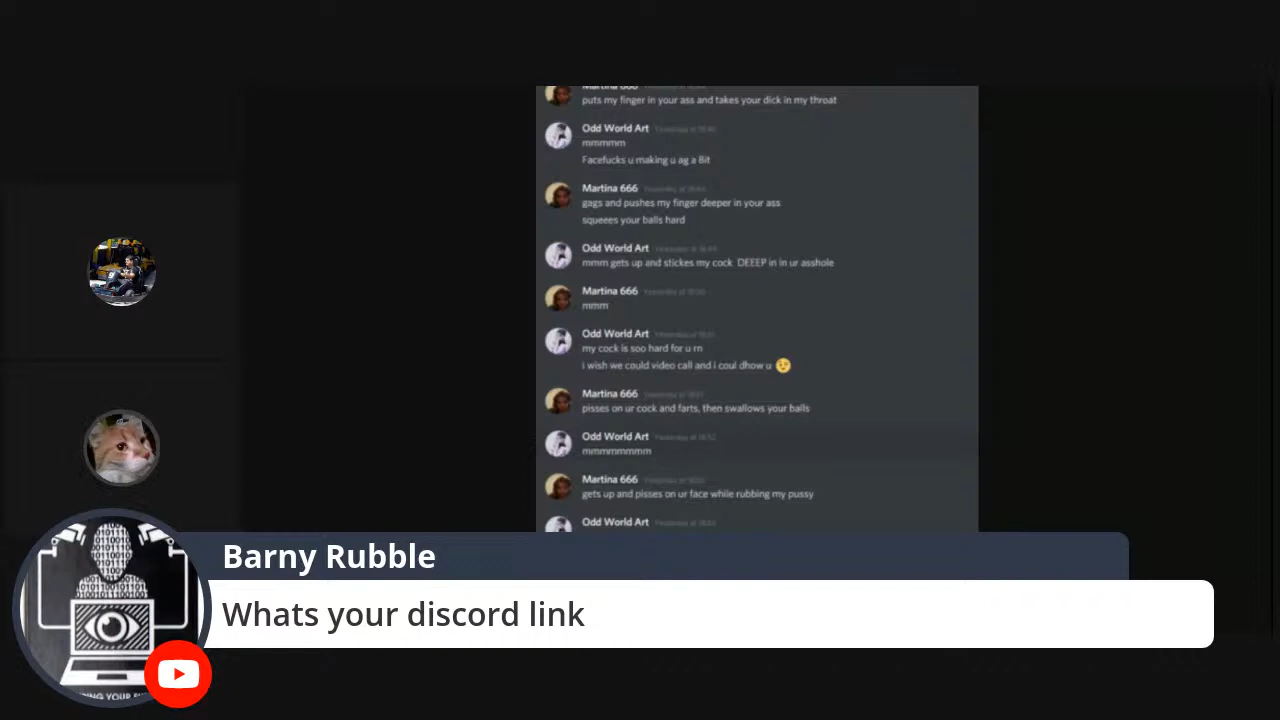 Martina 666
puts my finger in your ass and takes your dick in my throat
Odd World Art
mmmmm
Facefucks u making u ag a Bit
Martina 666
gags and pushes my finger deeper in your ass
squeees your balls hard
Odd World Art
mmm gets up and stickes my cock DEEEP in in ur asshole
Martina 666
mmm
Odd World Art
my cock is soo hard for u rn
i wish we could video call and i coul dhow u
Martina 666
pisses on ur cock and farts, then swallows your balls
Odd World Art
mmmmmmmm
Martina 666
gets up and pisses on ur face while rubbing my pussy
Odd World Art
Barny Rubble
Whats your discord link